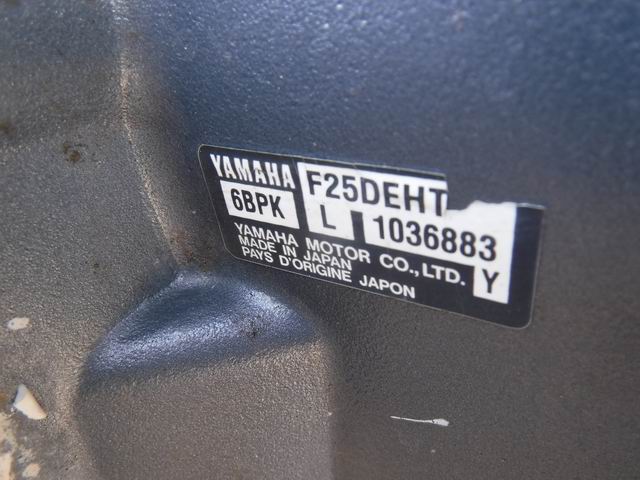 YAMAHA F25DEHT
6BPK L 1036883
YAMAHA MOTOR CO., LTD. Y
MADE IN JAPAN
PAYS D'ORIGINE JAPON